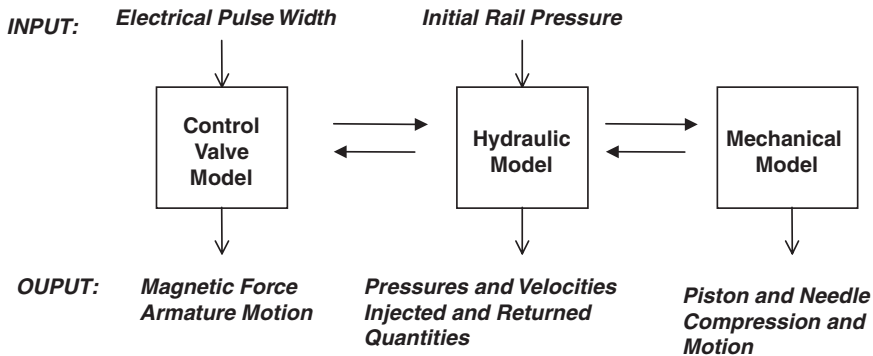 INPUT:
Electrical Pulse Width
Initial Rail Pressure
Control
Valve
Model
Hydraulic
Model
Mechanical
Model
OUPUT:
Magnetic Force
Armature Motion
Pressures and Velocities
Injected and Returned
Quantities
Piston and Needle
Compression and
Motion